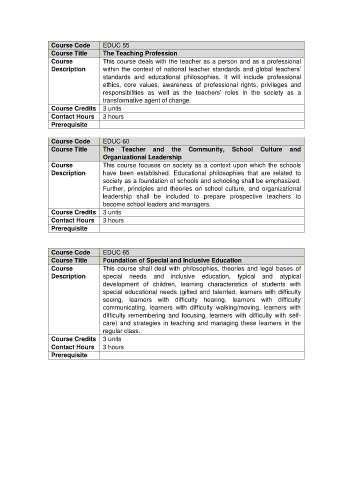 Course Code EDUC 55
Course Title The Teaching Profession
Course This course deals with the teacher as a person and as a professional
Description within the context of national teacher standards and global teachers'
standards and educational philosophies. It will include professional
ethics, core values, awareness of professional rights, privileges and
responsibilities as well as the teachers' roles in the society as a
transformative agent of change.
Course Credits 3 units
Contact Hours 3 hours
Prerequisite
Course Code EDUC 60
Course Title The Teacher and the Community, School Culture and
Organizational Leadership
Course This course focuses on society as a context upon which the schools
Description have been established. Educational philosophies that are related to
society as a foundation of schools and schooling shall be emphasized.
Further, principles and theories on school culture, and organizational
leadership shall be included to prepare prospective teachers to
become school leaders and managers.
Course Credits 3 units
Contact Hours 3 hours
Prerequisite
Course Code EDUC 65
Course Title Foundation of Special and Inclusive Education
Course This course shall deal with philosophies, theories and legal bases of
Description special needs and inclusive education, typical and atypical
development of children, learning characteristics of students with
special educational needs (gifted and talented, learners with difficulty
seeing, learners with difficulty hearing, learners with difficulty
communicating, learners with difficulty walking/moving, learners with
difficulty remembering and focusing, learners with difficulty with self-
care) and strategies in teaching and managing these learners in the
regular class.
Course Credits 3 units
Contact Hours 3 hours
Prerequisite